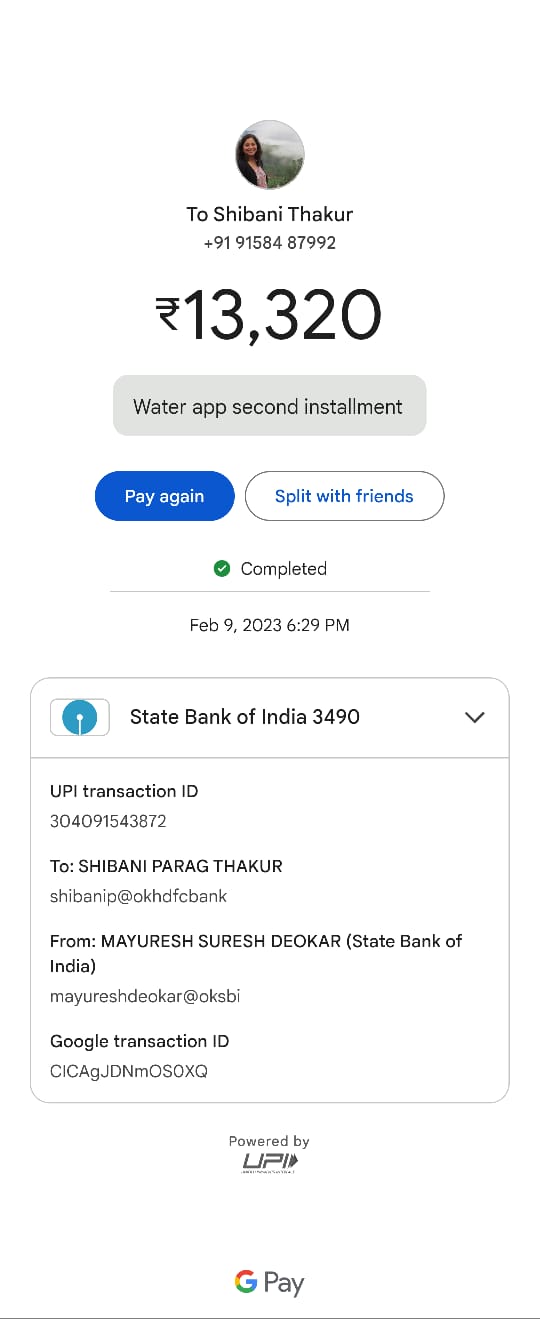 To Shibani Thakur
+91 91584 87992
₹13,320
Water app second installment
Pay again
Split with friends
Completed
Feb 9, 2023 6:29 PM
State Bank of India 3490
UPI transaction ID
304091543872
To: SHIBANI PARAG THAKUR
shibanip@okhdfcbank
From: MAYURESH SURESH DEOKAR (State Bank of
India)
mayureshdeokar@oksbi
Google transaction ID
CICAgJDNmOS0XQ
Powered by
UPI
G Pay